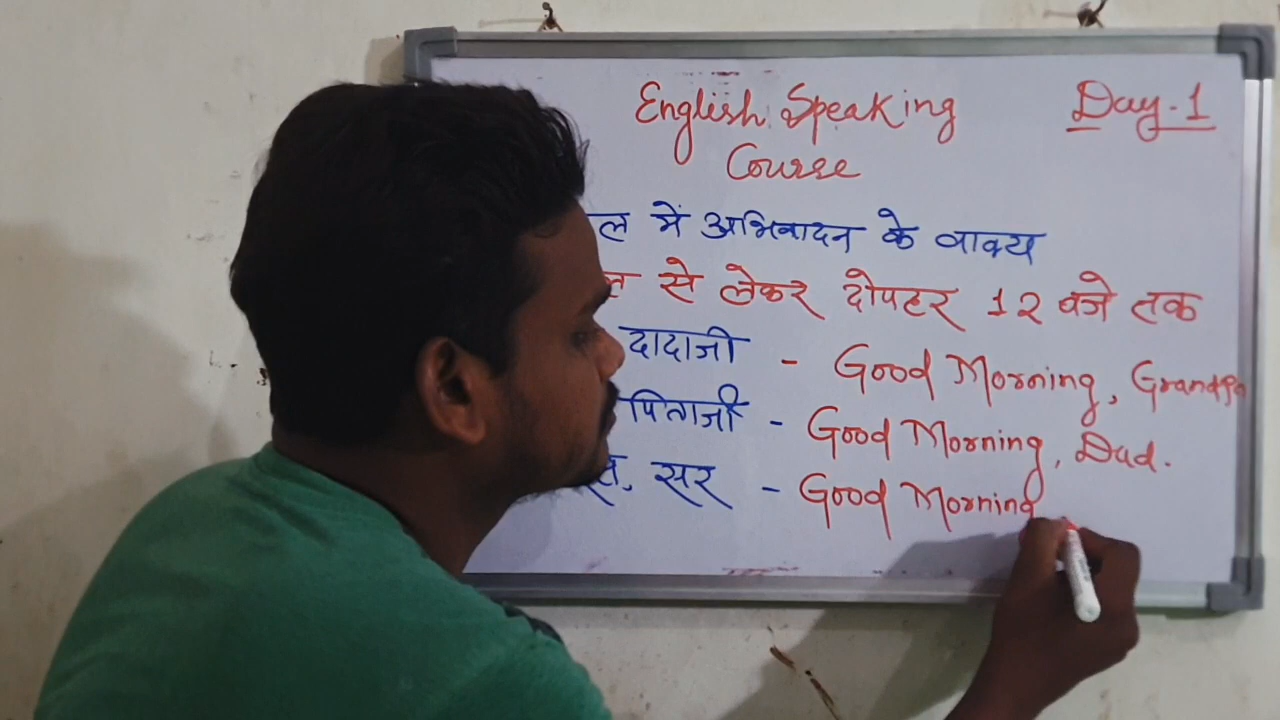 English Speaking Day-1
Course
में अभिवादन के वाक्य
से लेकर दोपहर 12 बजे तक
दादाजी - Good Morning, Grandpa
पिताजी - Good Morning, Dad.
सर - Good Morning